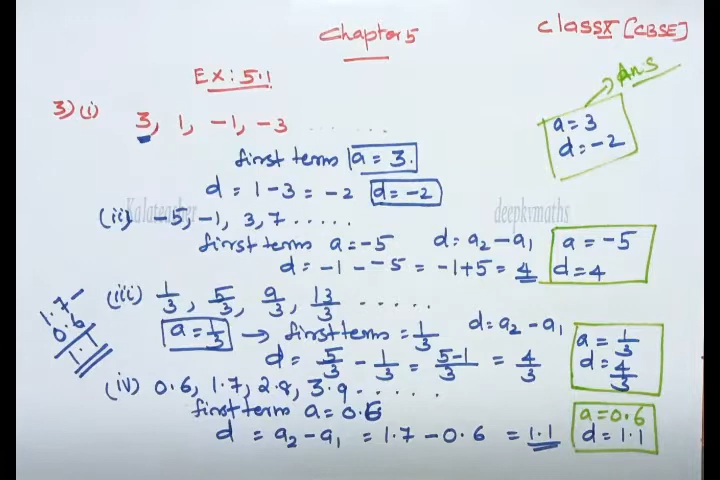 Chapter 5
class X [CBSE]
EX: 5.1
Ans
3) (i) 3, 1, -1, -3 ......
a = 3
d = -2
first term a = 3.
d = 1-3 = -2 d = -2
Kalateacher
deepkvmaths
(ii) -5, -1, 3, 7 .....
first term a = -5 d = a₂ - a₁
d = -1 - -5 = -1+5 = 4
a = -5
d = 4
(iii) 1/3, 5/3, 9/3, 13/3 .....
a = 1/3 → first term = 1/3 d = a₂ - a₁
d = 5/3 - 1/3 = 5-1/3 = 4/3
a = 1/3
d = 4/3
1.7 -
0.6
1.1
(iv) 0.6, 1.7, 2.8, 3.9 ......
first term a = 0.6
d = a₂ - a₁ = 1.7 - 0.6 = 1.1
a = 0.6
d = 1.1